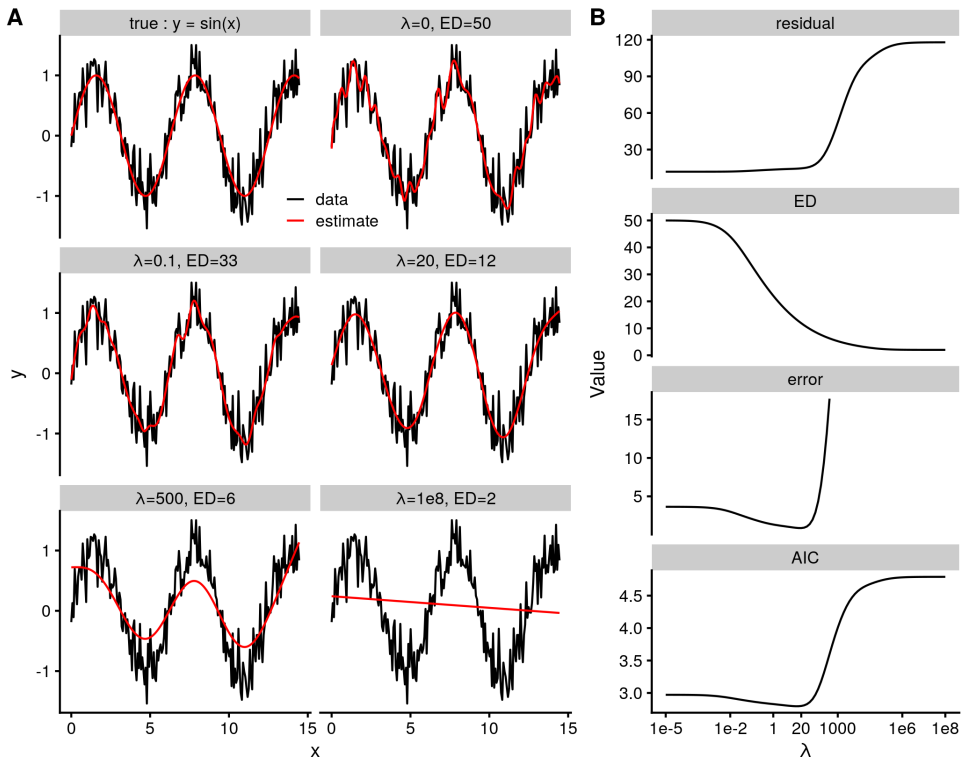 A
true : y = sin(x)
λ=0, ED=50
1
0
-1
data
estimate
λ=0.1, ED=33
λ=20, ED=12
1
0
-1
y
λ=500, ED=6
λ=1e8, ED=2
1
0
-1
0 5 10 15
0 5 10 15
x
B
residual
120
90
60
30
ED
50
40
30
20
10
0
Value
error
15
10
5
AIC
4.5
4.0
3.5
3.0
1e-5 1e-2 1 20 1000 1e6 1e8
λ